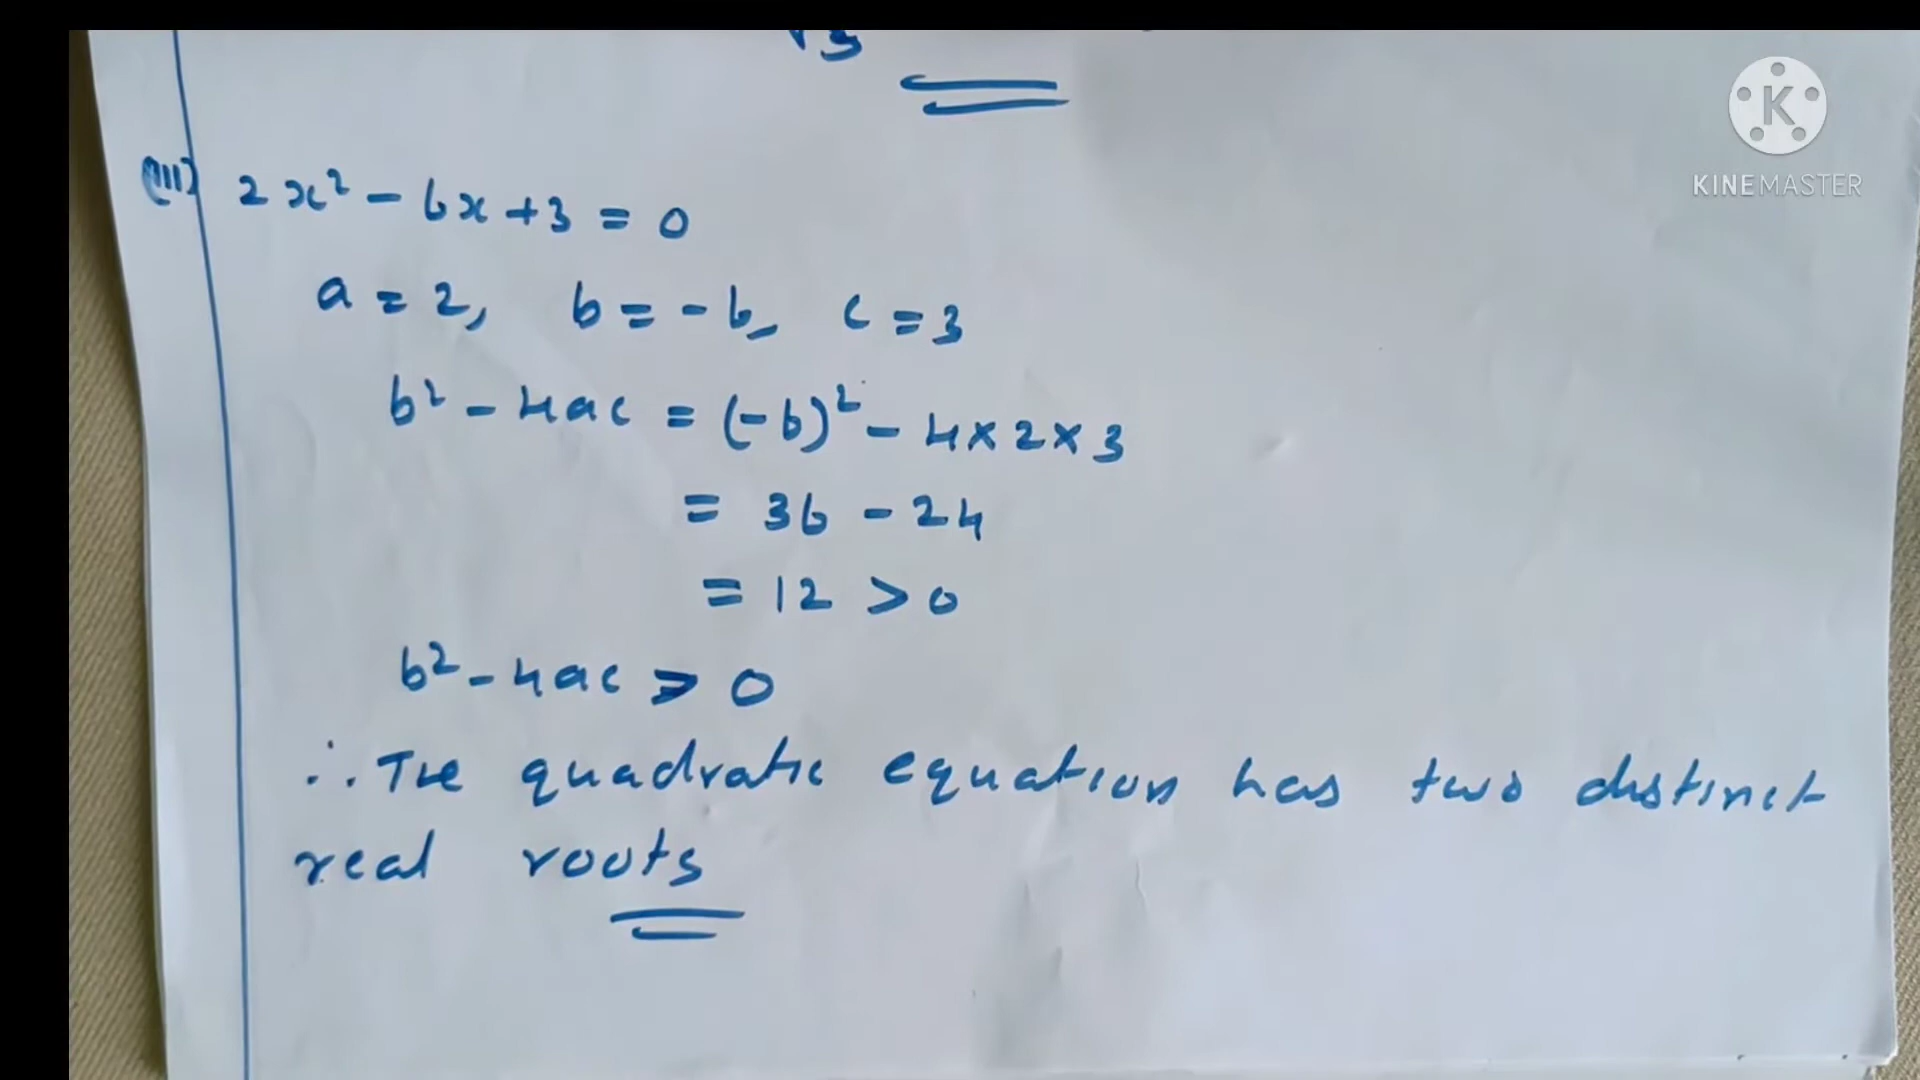 √3
KINEMASTER
(III) 2x² - 6x + 3 = 0
a = 2, b = -6, c = 3
b² - 4ac = (-6)² - 4 × 2 × 3
= 36 - 24
= 12 > 0
b² - 4ac > 0
∴ The quadratic equation has two distinct
real roots